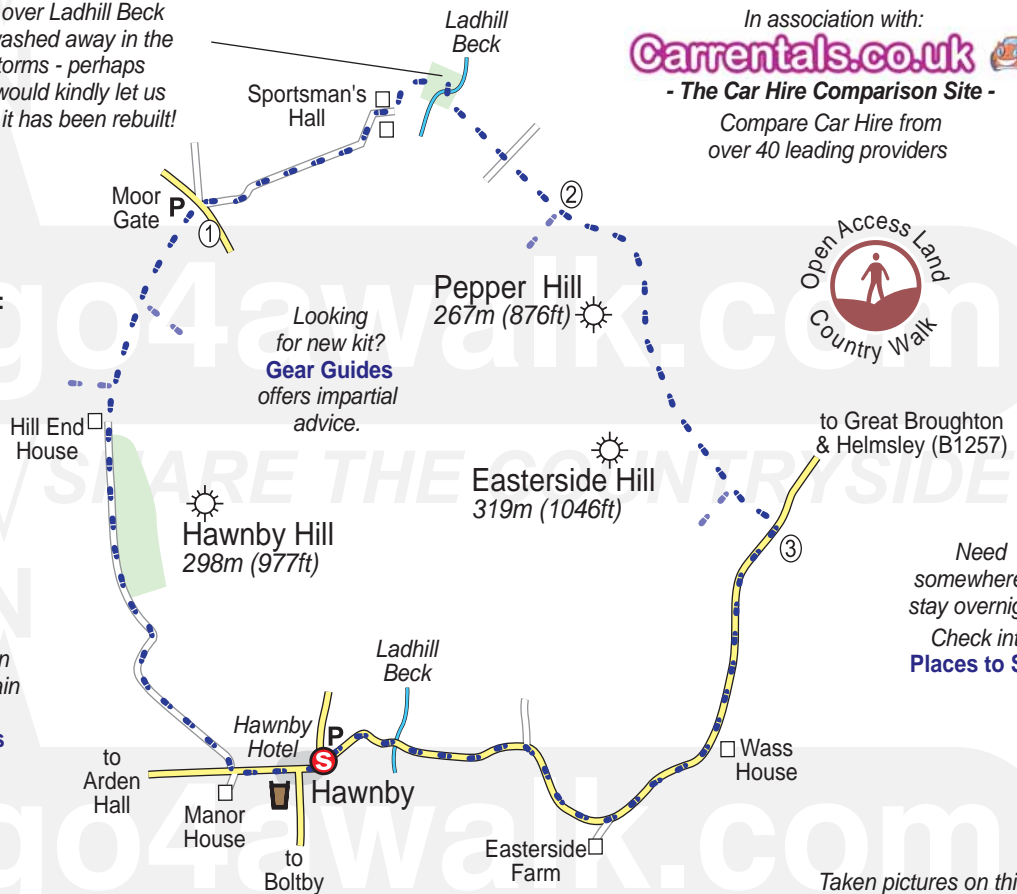 over Ladhill Beck
washed away in the
storms - perhaps
would kindly let us
it has been rebuilt!
Ladhill
Beck
In association with:
Carrentals.co.uk
- The Car Hire Comparison Site -
Compare Car Hire from
over 40 leading providers
Sportsman's
Hall
Moor
Gate
P
1
2
Open Access Land
Country Walk
Pepper Hill
267m (876ft)
go4awalk.com
:
Looking
for new kit?
Gear Guides
offers impartial
advice.
Hill End
House
to Great Broughton
& Helmsley (B1257)
SHARE THE COUNTRYSIDE
Easterside Hill
319m (1046ft)
Hawnby Hill
298m (977ft)
3
Need
somewhere
stay overnig
Check int
Places to S
N
n
ain
s
Ladhill
Beck
Hawnby
Hotel
P
S
to
Arden
Hall
Hawnby
Manor
House
Wass
House
to
Boltby
Easterside
Farm
go4awalk.com
Taken pictures on thi